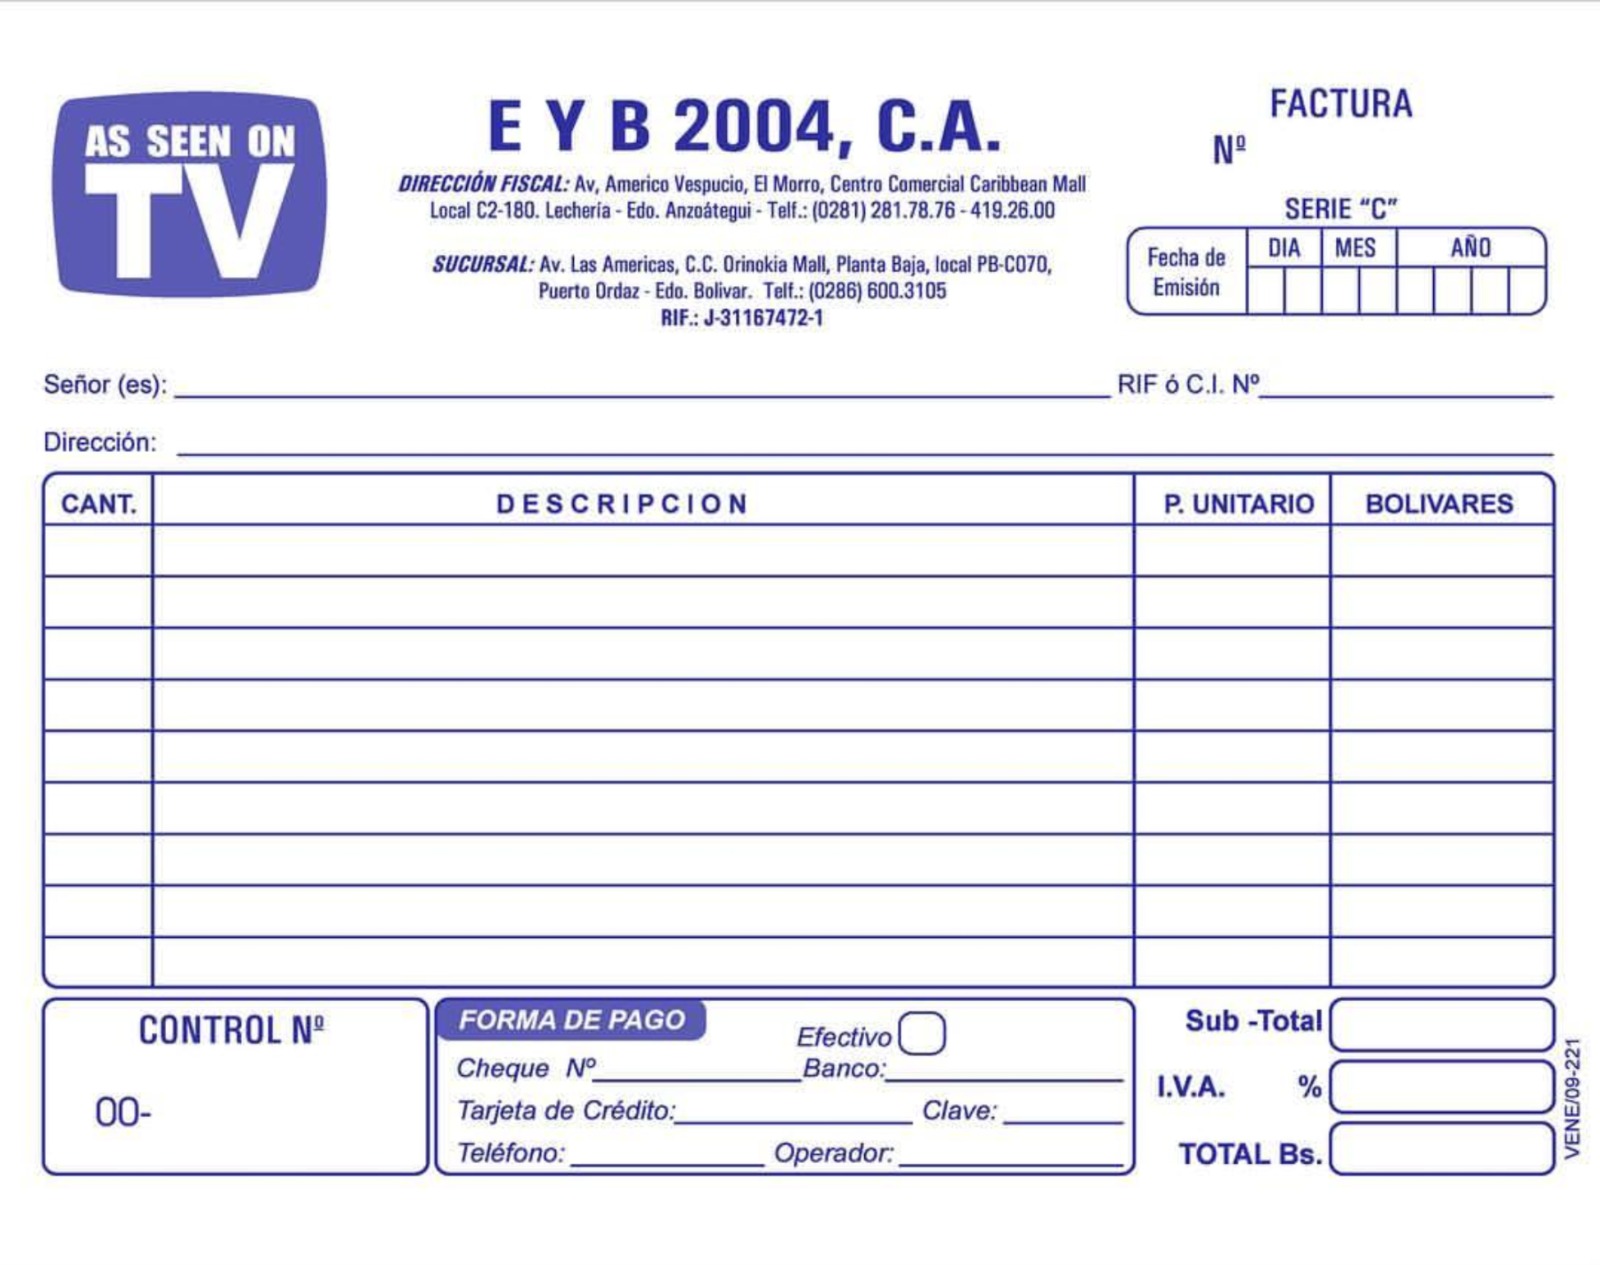 AS SEEN ON
TV
E Y B 2004, C.A.
DIRECCIÓN FISCAL: Av, Americo Vespucio, El Morro, Centro Comercial Caribbean Mall
Local C2-180. Lechería - Edo. Anzoátegui - Telf.: (0281) 281.78.76 - 419.26.00
SUCURSAL: Av. Las Americas, C.C. Orinokia Mall, Planta Baja, local PB-C070,
Puerto Ordaz - Edo. Bolivar. Telf.: (0286) 600.3105
RIF.: J-31167472-1
FACTURA
Nº
SERIE “C”
Fecha de Emisión DIA MES AÑO
Señor (es): RIF ó C.I. Nº
Dirección:
CANT. DESCRIPCION P. UNITARIO BOLIVARES
CONTROL Nº
00-
FORMA DE PAGO
Efectivo
Cheque Nº Banco:
Tarjeta de Crédito: Clave:
Teléfono: Operador:
Sub -Total
I.V.A. %
TOTAL Bs.
VENE/09-221